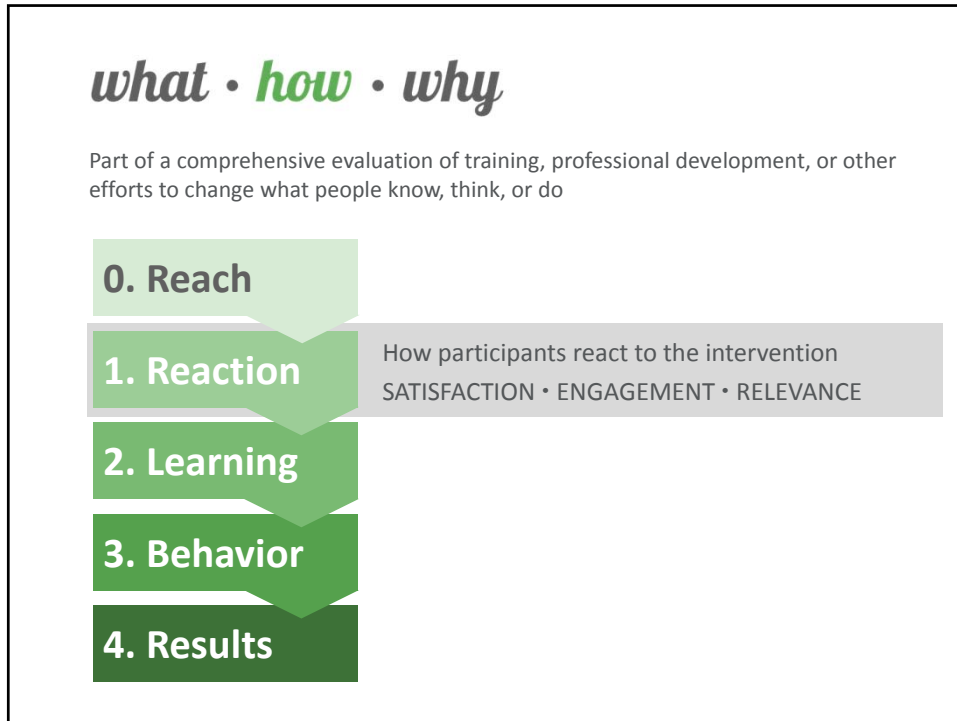 what • how • why
Part of a comprehensive evaluation of training, professional development, or other
efforts to change what people know, think, or do
0. Reach
1. Reaction
How participants react to the intervention
SATISFACTION • ENGAGEMENT • RELEVANCE
2. Learning
3. Behavior
4. Results